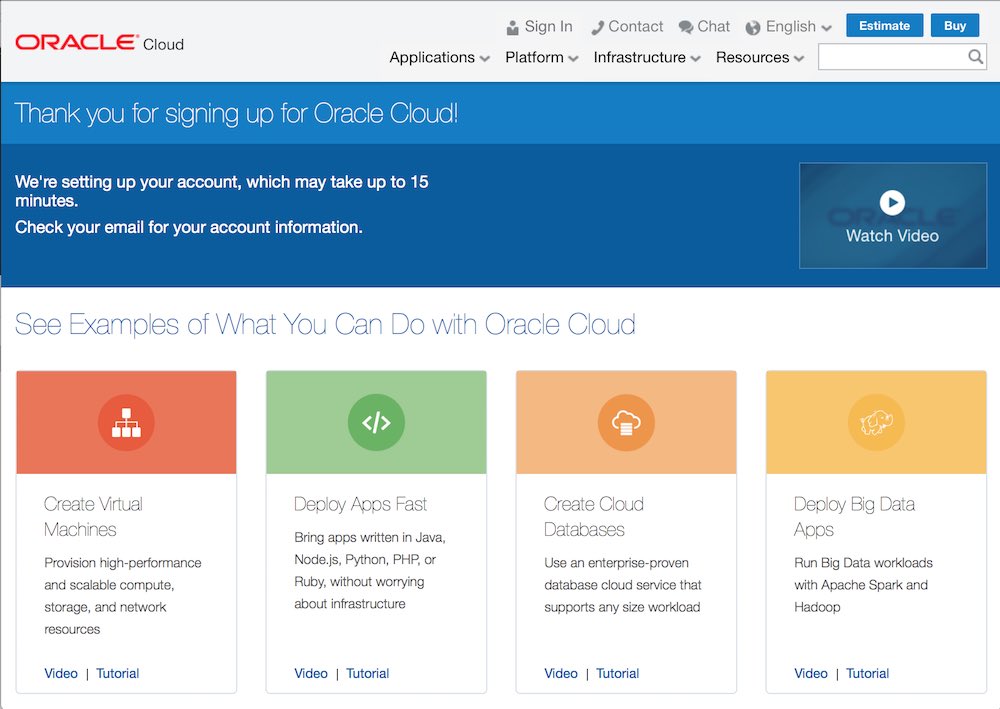 Sign In Contact Chat English Estimate Buy
ORACLE Cloud
Applications Platform Infrastructure Resources
Thank you for signing up for Oracle Cloud!
We're setting up your account, which may take up to 15
minutes.
Check your email for your account information.
ORACLE
Watch Video
See Examples of What You Can Do with Oracle Cloud
</>
Create Virtual
Machines
Provision high-performance
and scalable compute,
storage, and network
resources
Video | Tutorial
Deploy Apps Fast
Bring apps written in Java,
Node.js, Python, PHP, or
Ruby, without worrying
about infrastructure
Video | Tutorial
Create Cloud
Databases
Use an enterprise-proven
database cloud service that
supports any size workload
Video | Tutorial
Deploy Big Data
Apps
Run Big Data workloads
with Apache Spark and
Hadoop
Video | Tutorial